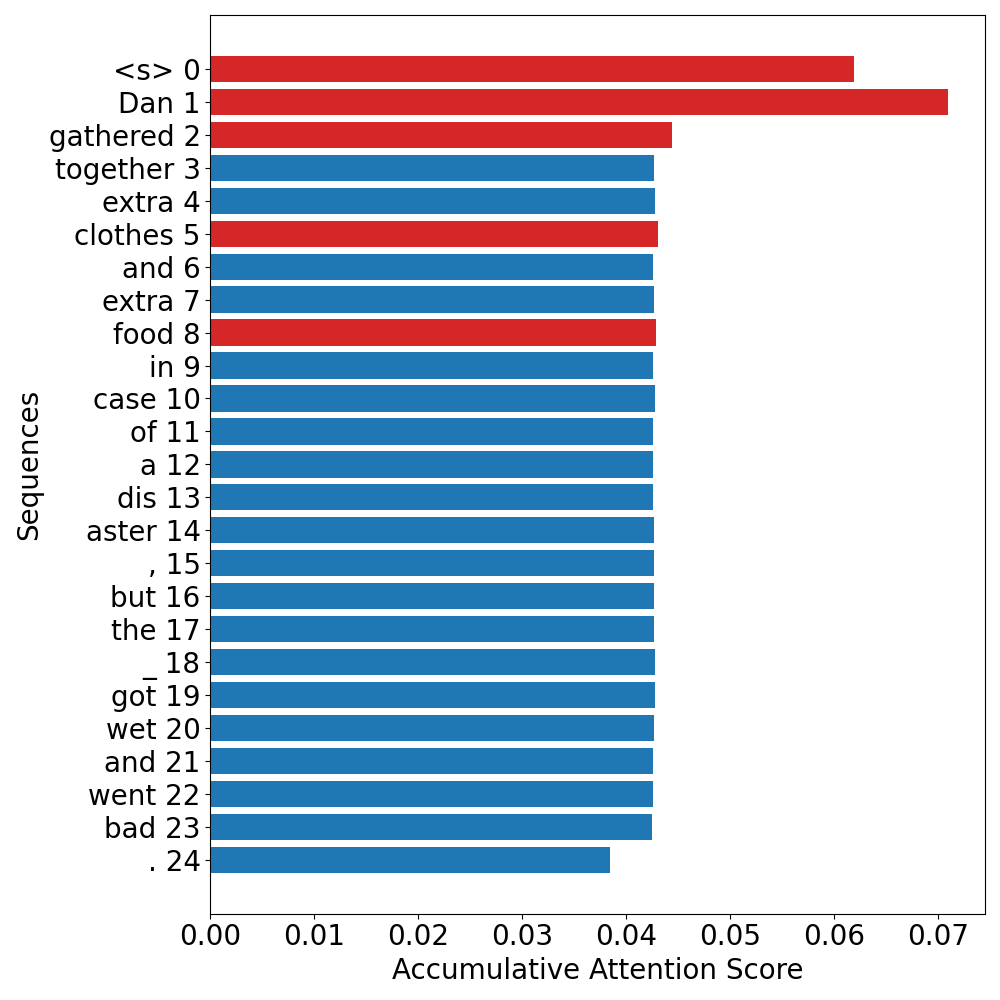 <s> 0
Dan 1
gathered 2
together 3
extra 4
clothes 5
and 6
extra 7
food 8
in 9
case 10
of 11
a 12
dis 13
aster 14
, 15
but 16
the 17
_ 18
got 19
wet 20
and 21
went 22
bad 23
. 24
Sequences
0.00 0.01 0.02 0.03 0.04 0.05 0.06 0.07
Accumulative Attention Score